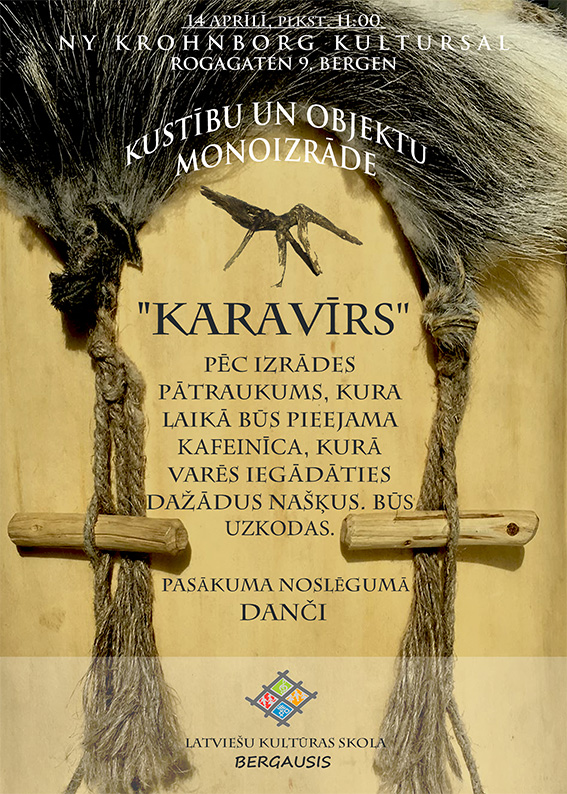 14 APRILĪ, PLKST. 11:00
NY KROHNBORG KULTURSAL
ROGAGATEN 9, BERGEN
KUSTĪBU UN OBJEKTU
MONOIZRĀDE
"KARAVĪRS"
PĒC IZRĀDES
PĀTRAUKUMS, KURA
LAIKĀ BŪS PIEEJAMA
KAFEINĪCA, KURĀ
VARĒS IEGĀDĀTIES
DAŽĀDUS NAŠĶUS. BŪS
UZKODAS.
PASĀKUMA NOSLĒGUMĀ
DANČI
LATVIEŠU KULTŪRAS SKOLA
BERGAUSIS